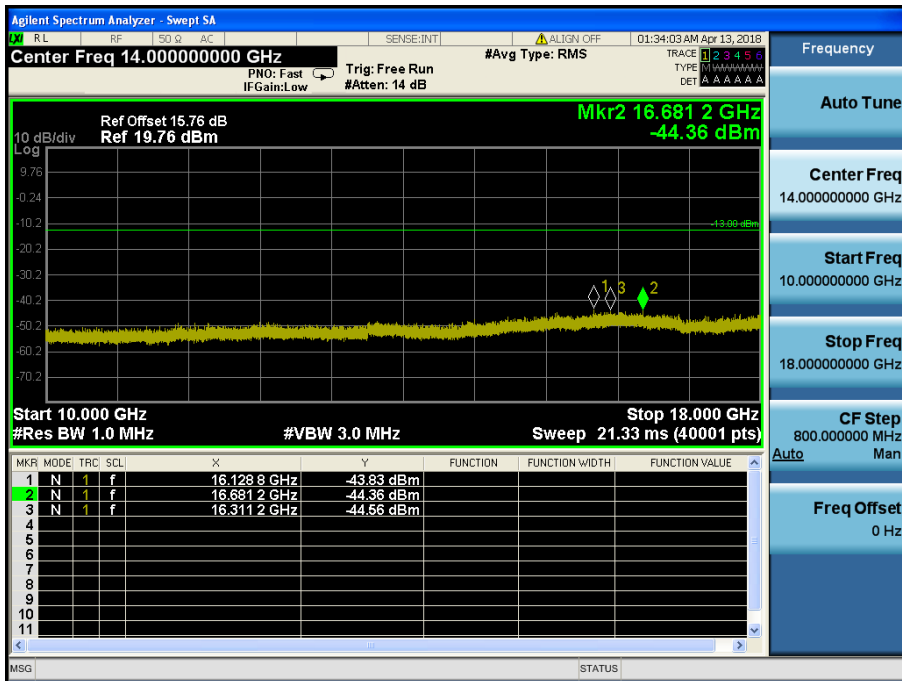 Agilent Spectrum Analyzer - Swept SA
LXI RL RF 50 Ω AC SENSE:INT ALIGN OFF 01:34:03 AM Apr 13, 2018
Center Freq 14.000000000 GHz
PNO: Fast
IFGain:Low
Trig: Free Run
#Atten: 14 dB
#Avg Type: RMS
TRACE 1 2 3 4 5 6
TYPE M WWWWW
DET A A A A A A
Ref Offset 15.76 dB
10 dB/div Ref 19.76 dBm
Log
Mkr2 16.681 2 GHz
-44.36 dBm
9.76
-0.24
-10.2
-13.00 dBm
-20.2
-30.2
1 3 2
-40.2
-50.2
-60.2
-70.2
Start 10.000 GHz Stop 18.000 GHz
#Res BW 1.0 MHz #VBW 3.0 MHz Sweep 21.33 ms (40001 pts)
MKR MODE TRC SCL X Y FUNCTION FUNCTION WIDTH FUNCTION VALUE
1 N 1 f 16.128 8 GHz -43.83 dBm
2 N 1 f 16.681 2 GHz -44.36 dBm
3 N 1 f 16.311 2 GHz -44.56 dBm
4
5
6
7
8
9
10
11
MSG STATUS
Frequency
Auto Tune
Center Freq
14.000000000 GHz
Start Freq
10.000000000 GHz
Stop Freq
18.000000000 GHz
CF Step
800.000000 MHz
Auto Man
Freq Offset
0 Hz